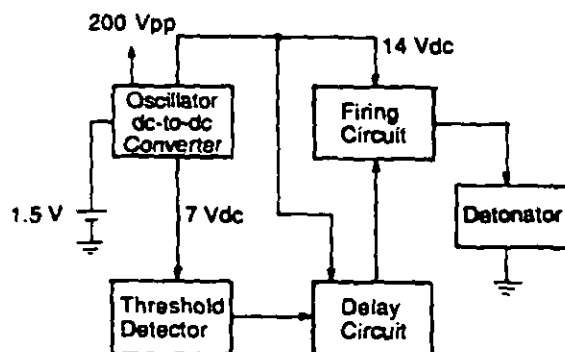 200 Vpp
14 Vdc
Oscillator
dc-to-dc
Converter
Firing
Circuit
1.5 V
7 Vdc
Detonator
Threshold
Detector
Delay
Circuit